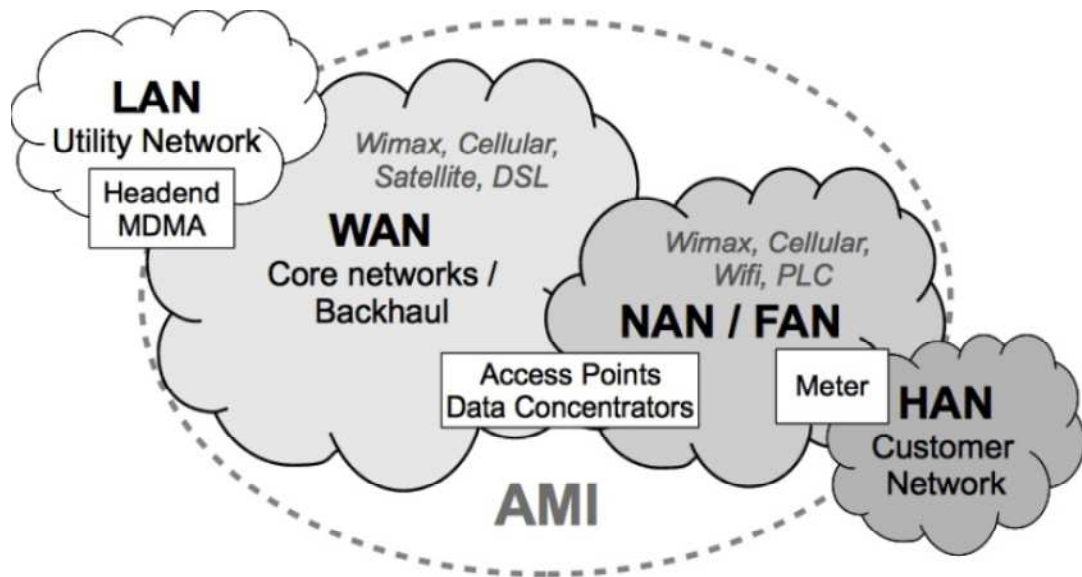 LAN
Utility Network
Headend
MDMA
Wimax, Cellular,
Satellite, DSL
WAN
Core networks /
Backhaul
Wimax, Cellular,
Wifi, PLC
NAN / FAN
Access Points
Data Concentrators
Meter
HAN
Customer
Network
AMI